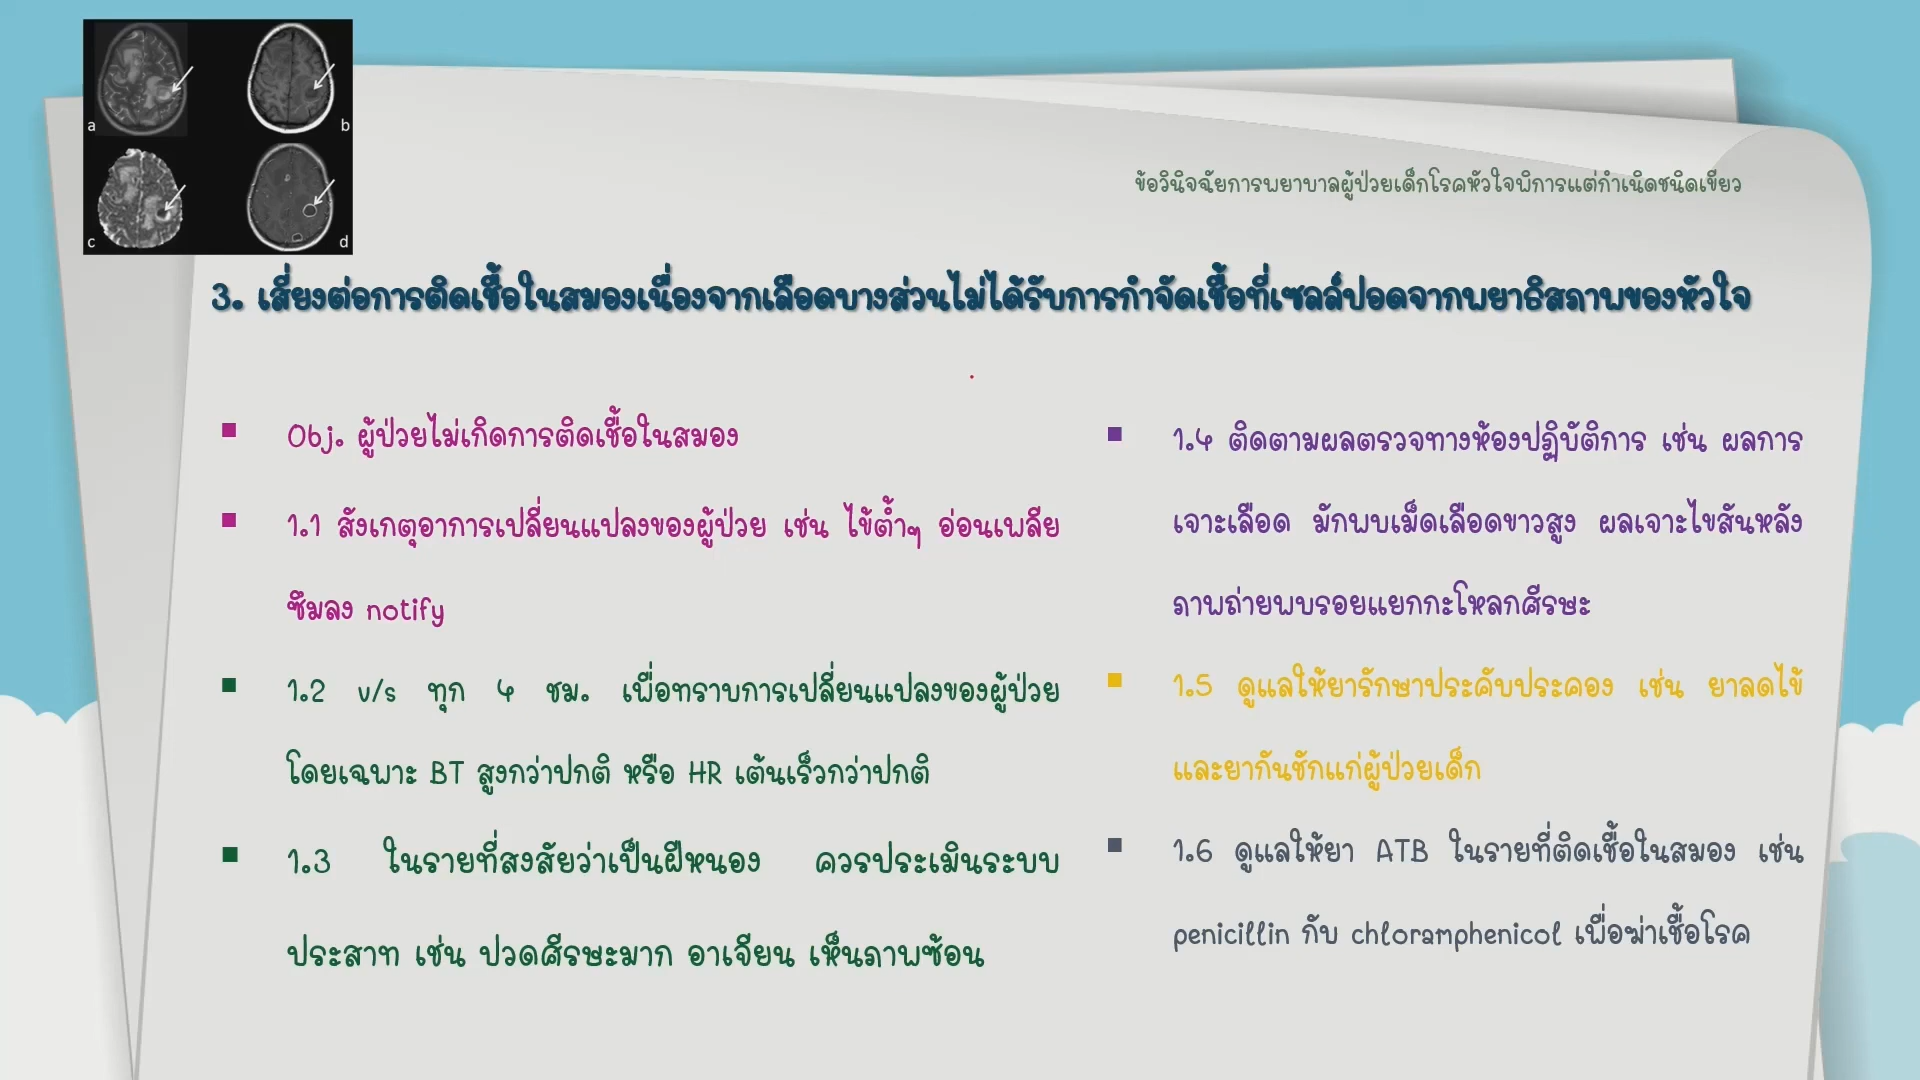 a
b
c
d
ข้อวินิจฉัยการพยาบาลผู้ป่วยเด็กโรคหัวใจพิการแต่กำเนิดชนิดเขียว
3. เสี่ยงต่อการติดเชื้อในสมองเนื่องจากเลือดบางส่วนไม่ได้รับการกำจัดเชื้อที่เซลล์ปอดจากพยาธิสภาพของหัวใจ
Obj. ผู้ป่วยไม่เกิดการติดเชื้อในสมอง
1.1 สังเกตุอาการเปลี่ยนแปลงของผู้ป่วย เช่น ไข้ต่ำๆ อ่อนเพลีย
ซึมลง notify
1.2 v/s ทุก 4 ชม. เพื่อทราบการเปลี่ยนแปลงของผู้ป่วย
โดยเฉพาะ BT สูงกว่าปกติ หรือ HR เต้นเร็วกว่าปกติ
1.3 ในรายที่สงสัยว่าเป็นฝีหนอง ควรประเมินระบบ
ประสาท เช่น ปวดศีรษะมาก อาเจียน เห็นภาพซ้อน
1.4 ติดตามผลตรวจทางห้องปฏิบัติการ เช่น ผลการ
เจาะเลือด มักพบเม็ดเลือดขาวสูง ผลเจาะไขสันหลัง
ภาพถ่ายพบรอยแยกกะโหลกศีรษะ
1.5 ดูแลให้ยารักษาประคับประคอง เช่น ยาลดไข้
และยากันชักแก่ผู้ป่วยเด็ก
1.6 ดูแลให้ยา ATB ในรายที่ติดเชื้อในสมอง เช่น
penicillin กับ chloramphenicol เพื่อฆ่าเชื้อโรค